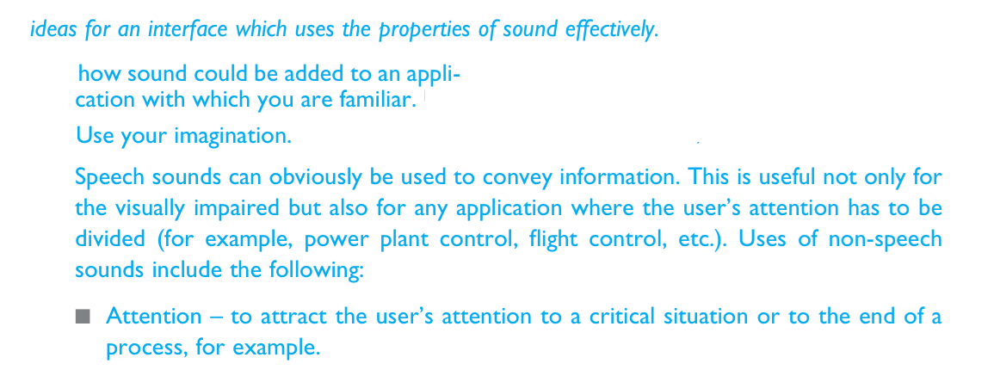 ideas for an interface which uses the properties of sound effectively.
how sound could be added to an appli-
cation with which you are familiar.
Use your imagination.
Speech sounds can obviously be used to convey information. This is useful not only for
the visually impaired but also for any application where the user's attention has to be
divided (for example, power plant control, flight control, etc.). Uses of non-speech
sounds include the following:
■ Attention – to attract the user's attention to a critical situation or to the end of a
process, for example.